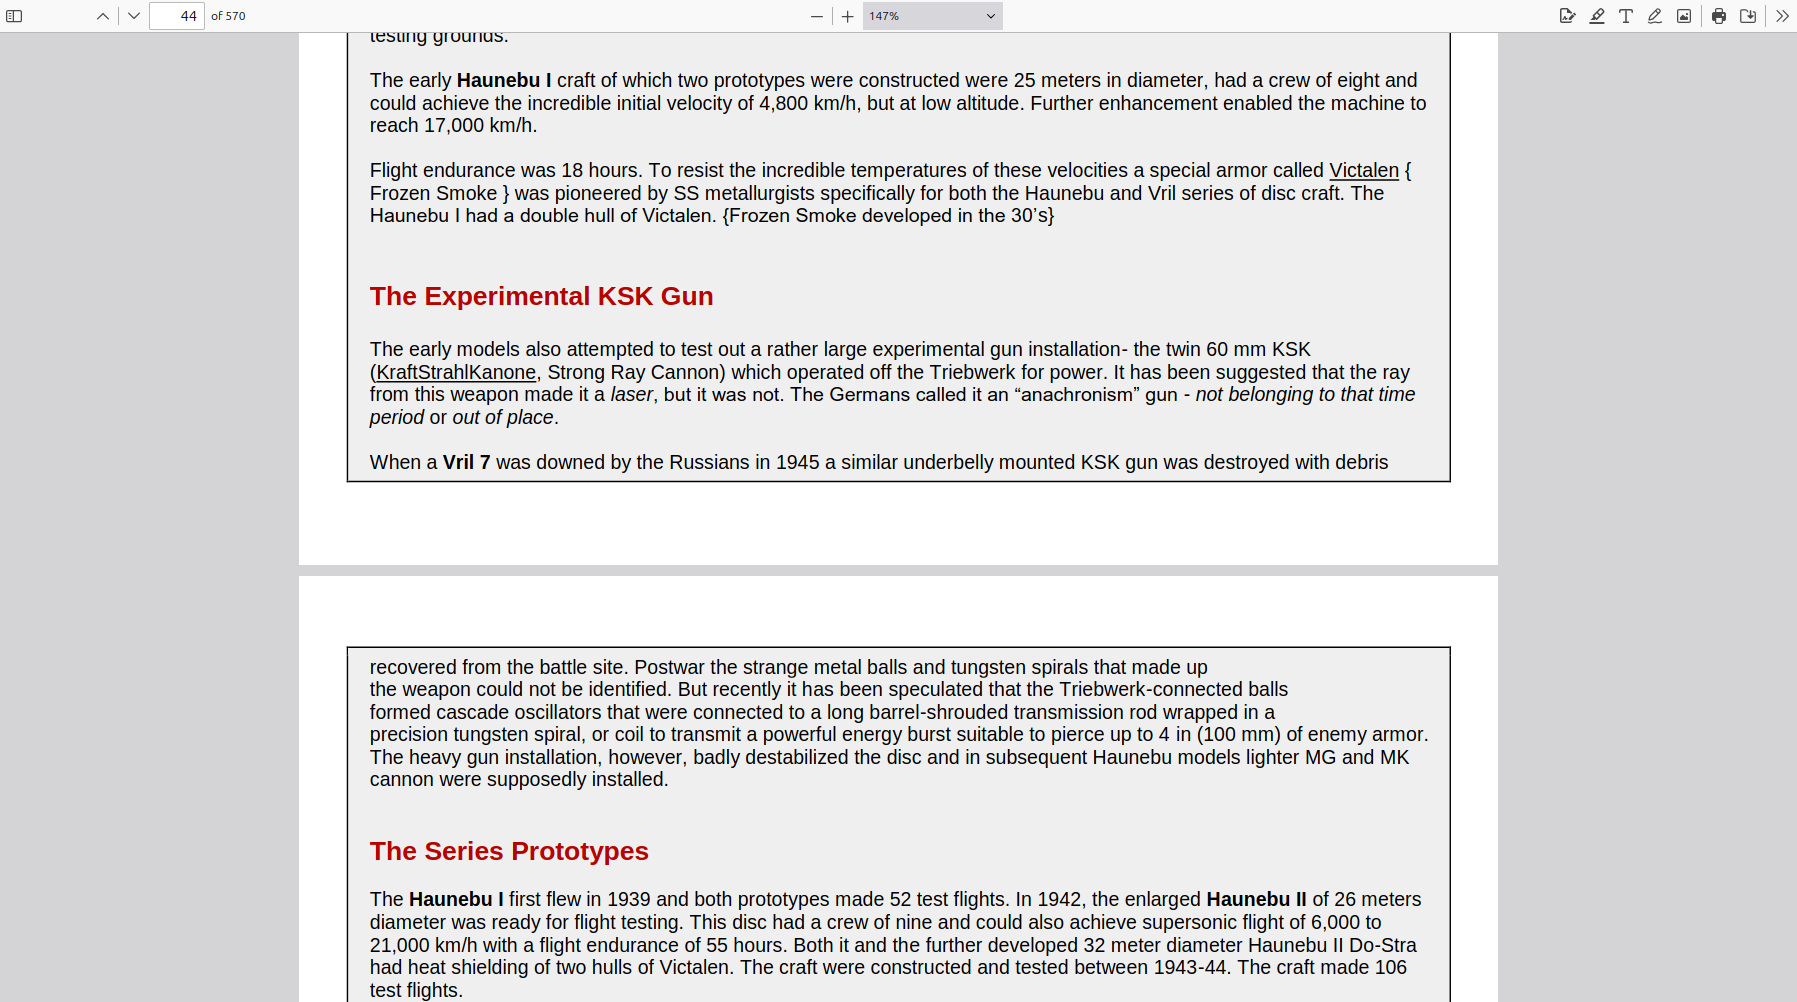 44 of 570
147%
testing grounds.
The early Haunebu I craft of which two prototypes were constructed were 25 meters in diameter, had a crew of eight and
could achieve the incredible initial velocity of 4,800 km/h, but at low altitude. Further enhancement enabled the machine to
reach 17,000 km/h.
Flight endurance was 18 hours. To resist the incredible temperatures of these velocities a special armor called Victalen {
Frozen Smoke } was pioneered by SS metallurgists specifically for both the Haunebu and Vril series of disc craft. The
Haunebu I had a double hull of Victalen. {Frozen Smoke developed in the 30’s}
The Experimental KSK Gun
The early models also attempted to test out a rather large experimental gun installation- the twin 60 mm KSK
(KraftStrahlKanone, Strong Ray Cannon) which operated off the Triebwerk for power. It has been suggested that the ray
from this weapon made it a laser, but it was not. The Germans called it an “anachronism” gun - not belonging to that time
period or out of place.
When a Vril 7 was downed by the Russians in 1945 a similar underbelly mounted KSK gun was destroyed with debris
recovered from the battle site. Postwar the strange metal balls and tungsten spirals that made up
the weapon could not be identified. But recently it has been speculated that the Triebwerk-connected balls
formed cascade oscillators that were connected to a long barrel-shrouded transmission rod wrapped in a
precision tungsten spiral, or coil to transmit a powerful energy burst suitable to pierce up to 4 in (100 mm) of enemy armor.
The heavy gun installation, however, badly destabilized the disc and in subsequent Haunebu models lighter MG and MK
cannon were supposedly installed.
The Series Prototypes
The Haunebu I first flew in 1939 and both prototypes made 52 test flights. In 1942, the enlarged Haunebu II of 26 meters
diameter was ready for flight testing. This disc had a crew of nine and could also achieve supersonic flight of 6,000 to
21,000 km/h with a flight endurance of 55 hours. Both it and the further developed 32 meter diameter Haunebu II Do-Stra
had heat shielding of two hulls of Victalen. The craft were constructed and tested between 1943-44. The craft made 106
test flights.